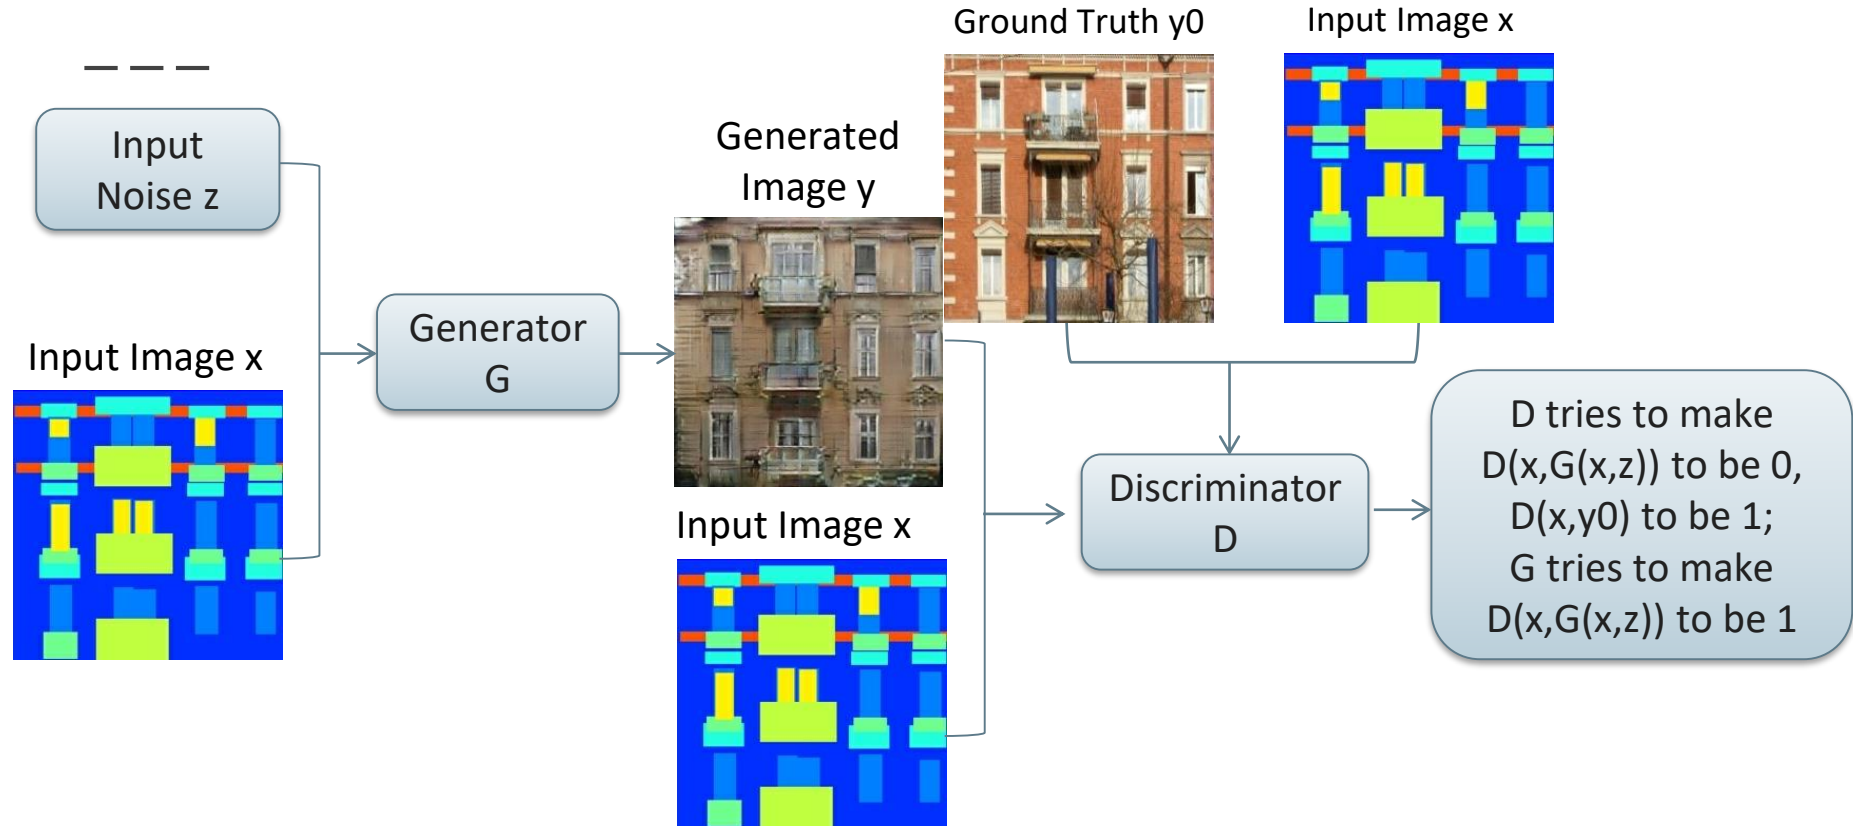 Input
Noise z
Input Image x
Generator
G
Generated
Image y
Input Image x
Ground Truth y0
Input Image x
Discriminator
D
D tries to make
D(x,G(x,z)) to be 0,
D(x,y0) to be 1;
G tries to make
D(x,G(x,z)) to be 1